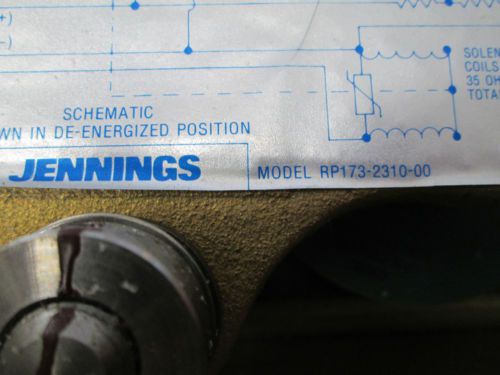 (+)
(-)
SOLEN
COILS
35 OH
TOTA
SCHEMATIC
WN IN DE-ENERGIZED POSITION
JENNINGS
MODEL RP173-2310-00